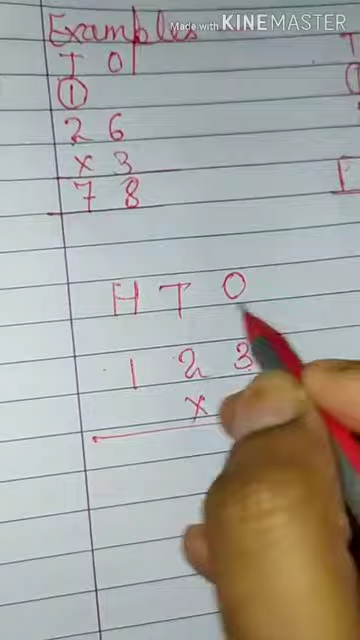 Made with KINEMASTER
Examples
T O
1
2 6
x 3
7 8
H T O
1 2 3
x